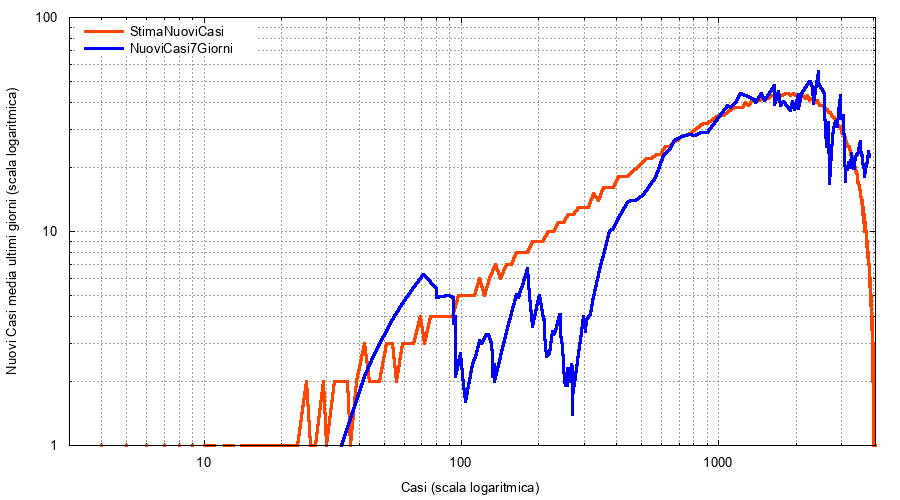 100
StimaNuoviCasi
NuoviCasi7Giorni
Nuovi Casi media ultimi giorni (scala logaritmica)
10
1
10
100
1000
Casi (scala logaritmica)